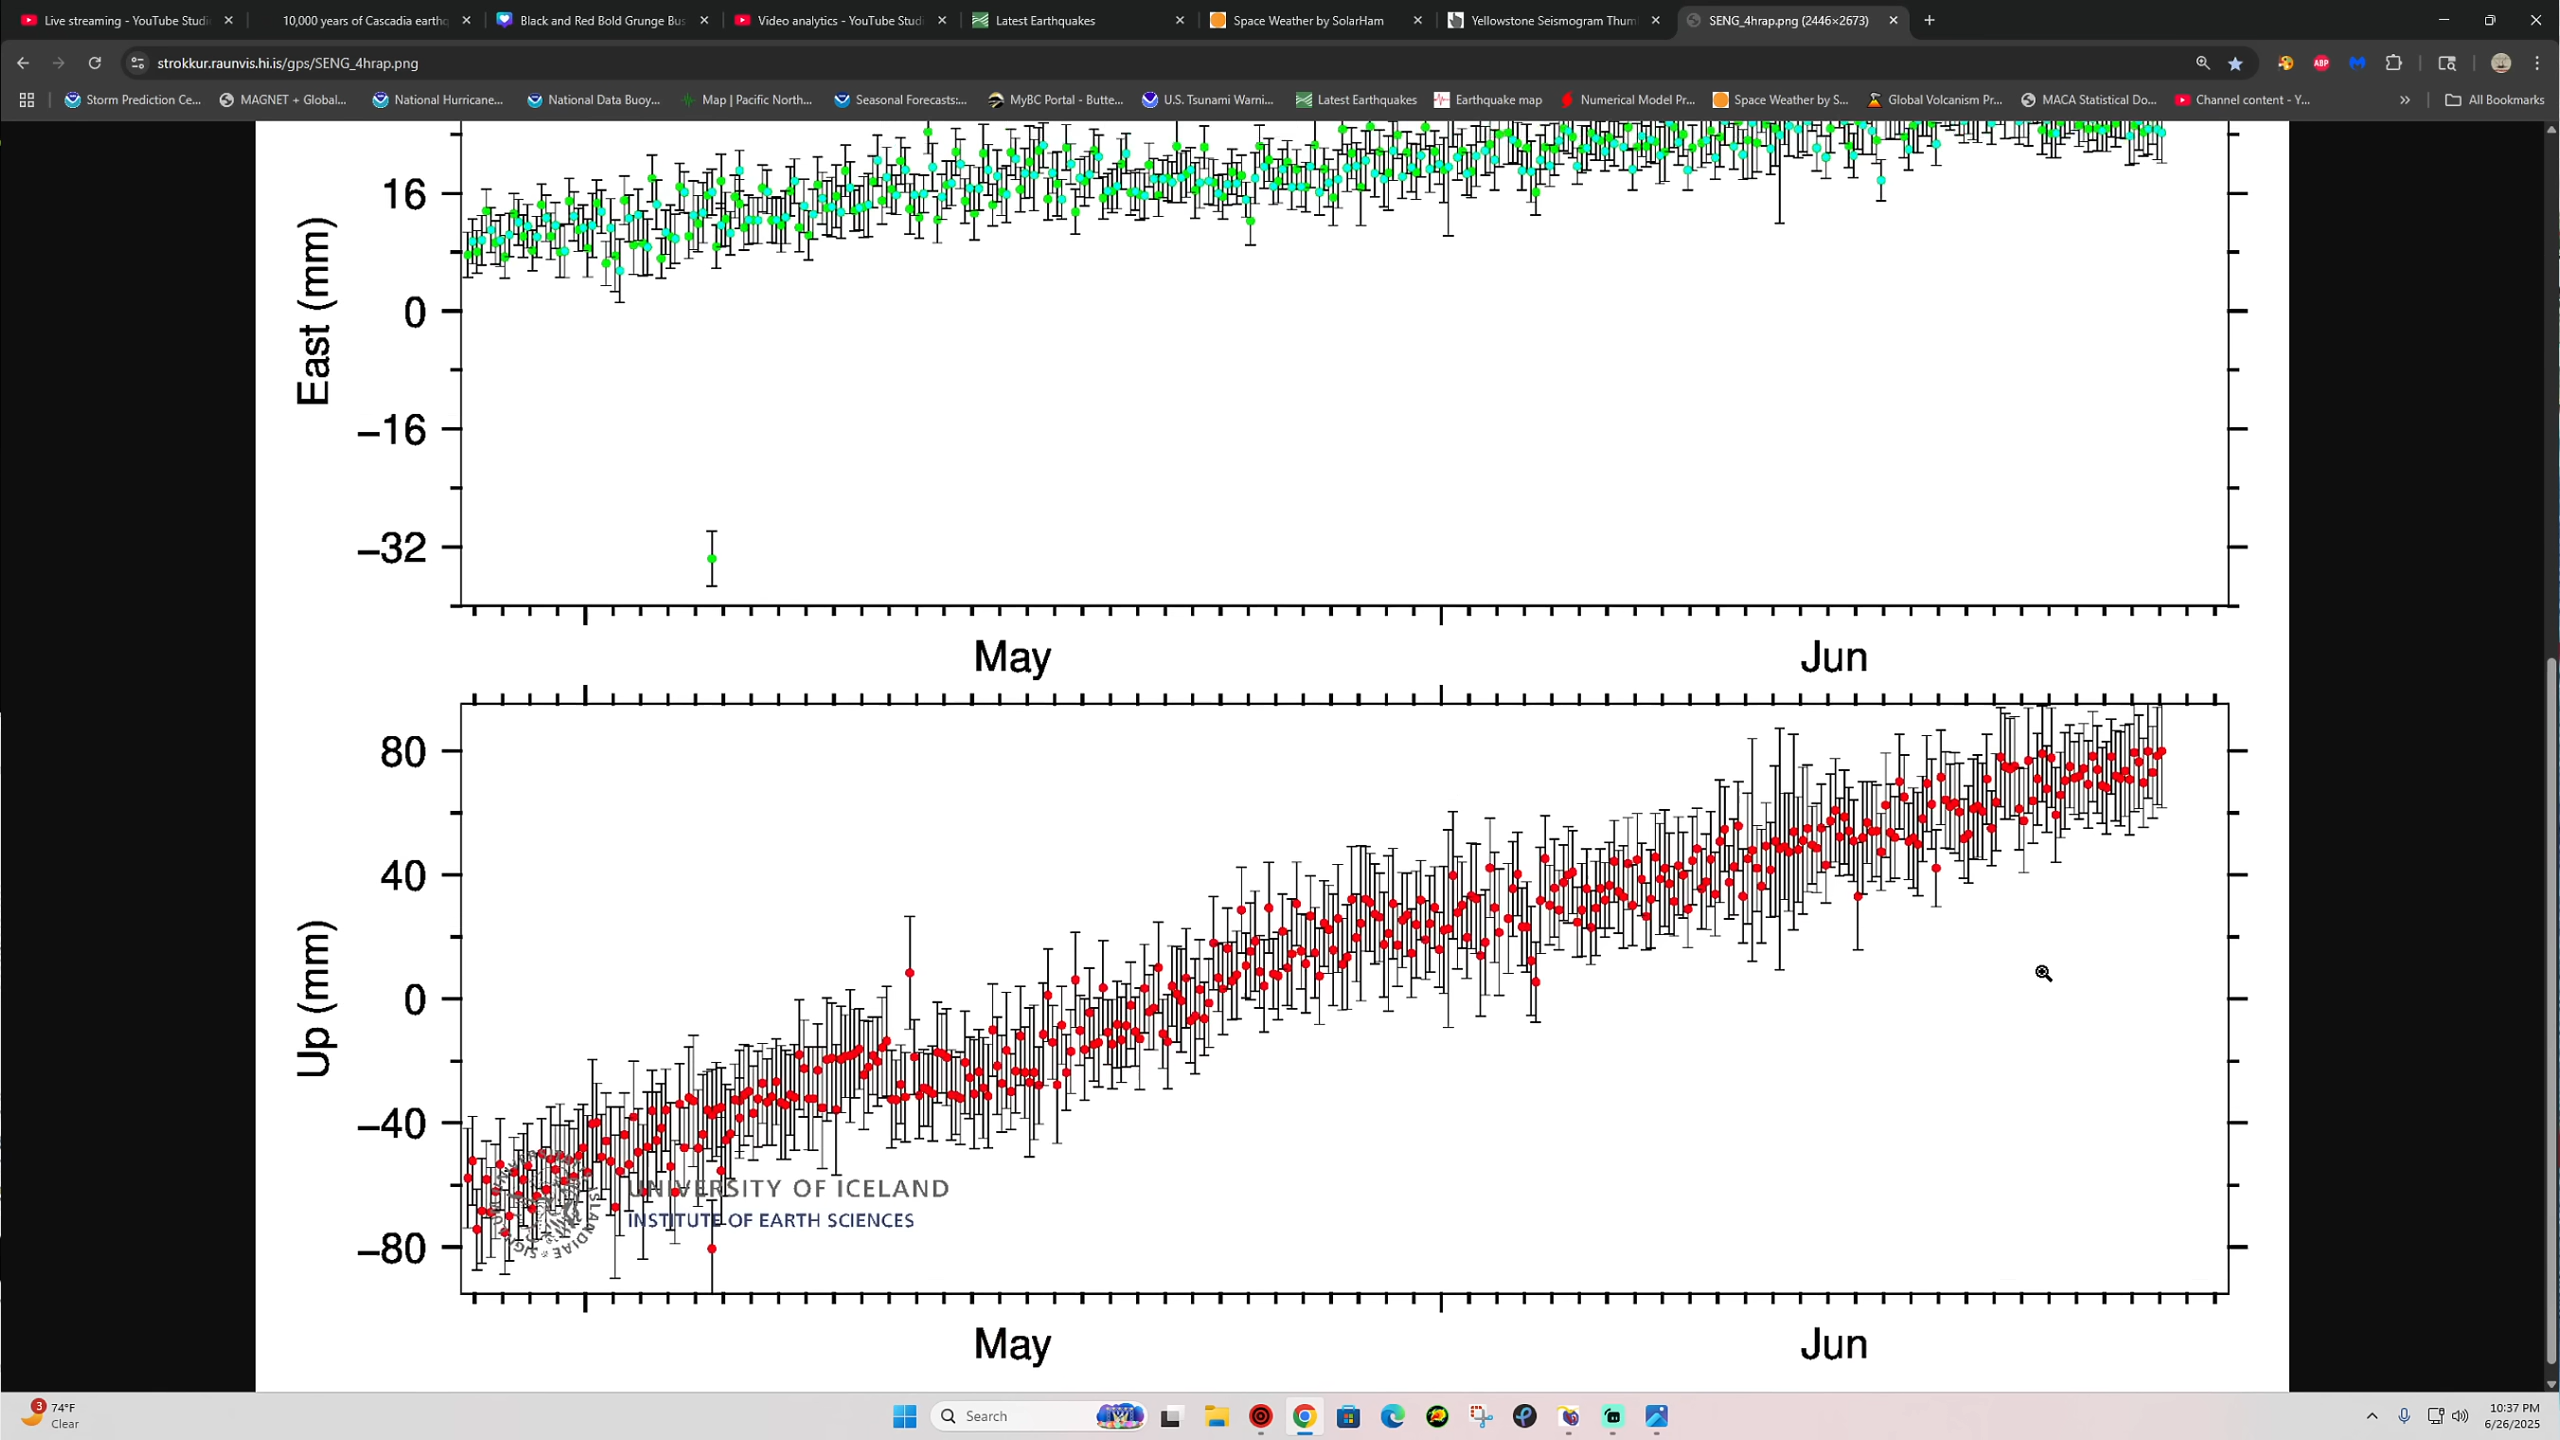 Live streaming - YouTube Studi
10,000 years of Cascadia earthq
Black and Red Bold Grunge Bus
Video analytics - YouTube Studi
Latest Earthquakes
Space Weather by SolarHam
Yellowstone Seismogram Thum
SENG_4hrap.png (2446×2673)
strokkur.raunvis.hi.is/gps/SENG_4hrap.png
ABP
Storm Prediction Ce...
MAGNET + Global...
National Hurricane...
National Data Buoy...
Map | Pacific North...
Seasonal Forecasts:...
MyBC Portal - Butte...
U.S. Tsunami Warni...
Latest Earthquakes
Earthquake map
Numerical Model Pr...
Space Weather by S...
Global Volcanism Pr...
MACA Statistical Do...
Channel content - Y...
All Bookmarks
East (mm)
16
0
−16
−32
May
Jun
Up (mm)
80
40
0
−40
−80
UNIVERSITY OF ICELAND
INSTITUTE OF EARTH SCIENCES
May
Jun
3
74°F
Clear
Search
10:37 PM
6/26/2025